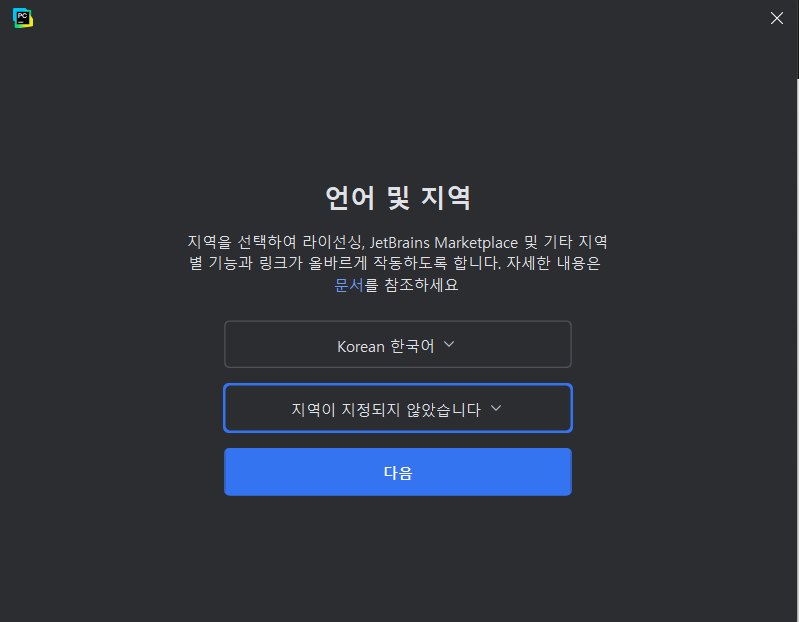 PC
언어 및 지역
지역을 선택하여 라이선싱, JetBrains Marketplace 및 기타 지역
별 기능과 링크가 올바르게 작동하도록 합니다. 자세한 내용은
문서를 참조하세요
Korean 한국어
지역이 지정되지 않았습니다
다음